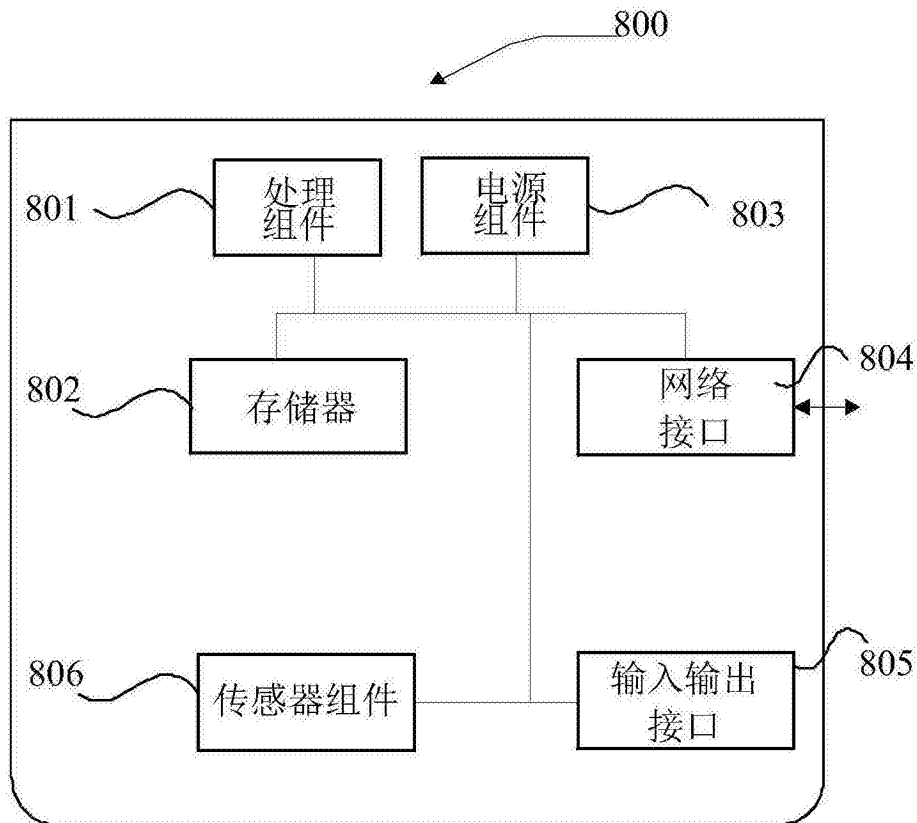 800
801
处理
组件
电源
组件
803
802
存储器
网络
接口
804
806
传感器组件
输入输出
接口
805